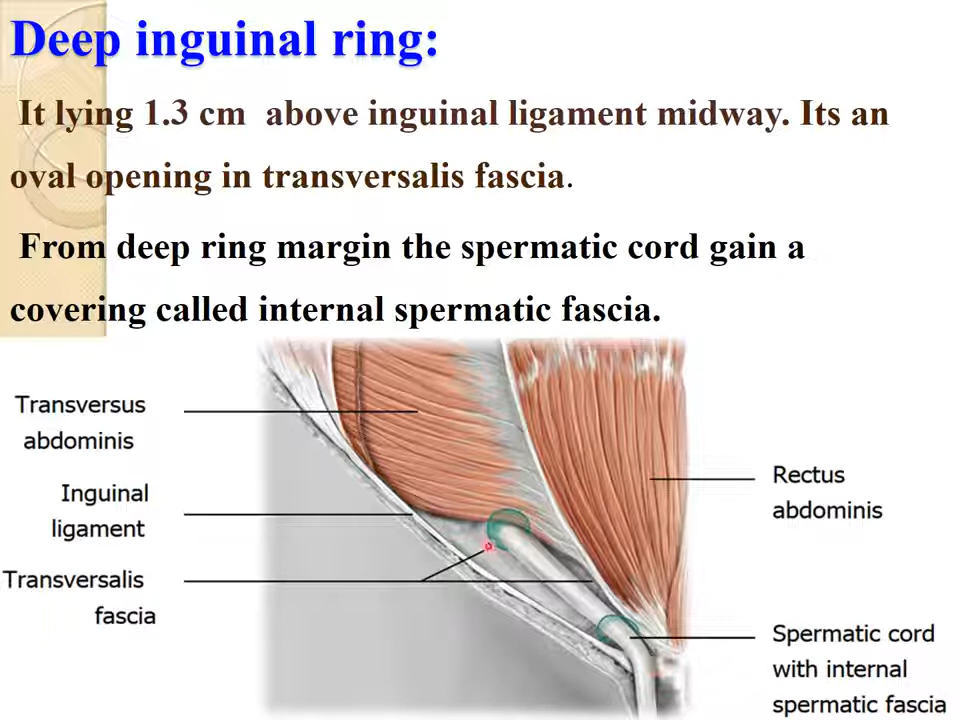 Deep inguinal ring:
It lying 1.3 cm above inguinal ligament midway. Its an
oval opening in transversalis fascia.
From deep ring margin the spermatic cord gain a
covering called internal spermatic fascia.
Transversus
abdominis
Inguinal
ligament
Transversalis
fascia
Rectus
abdominis
Spermatic cord
with internal
spermatic fascia